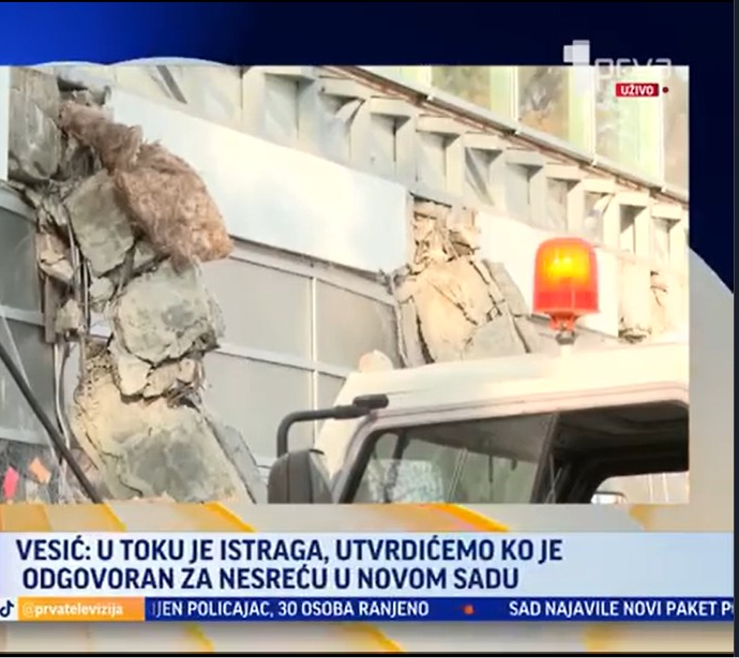 prva
UŽIVO
VESIĆ: U TOKU JE ISTRAGA, UTVRDIĆEMO KO JE
ODGOVORAN ZA NESREĆU U NOVOM SADU
@prvatelevizija
JEN POLICAJAC, 30 OSOBA RANJENO • SAD NAJAVILE NOVI PAKET